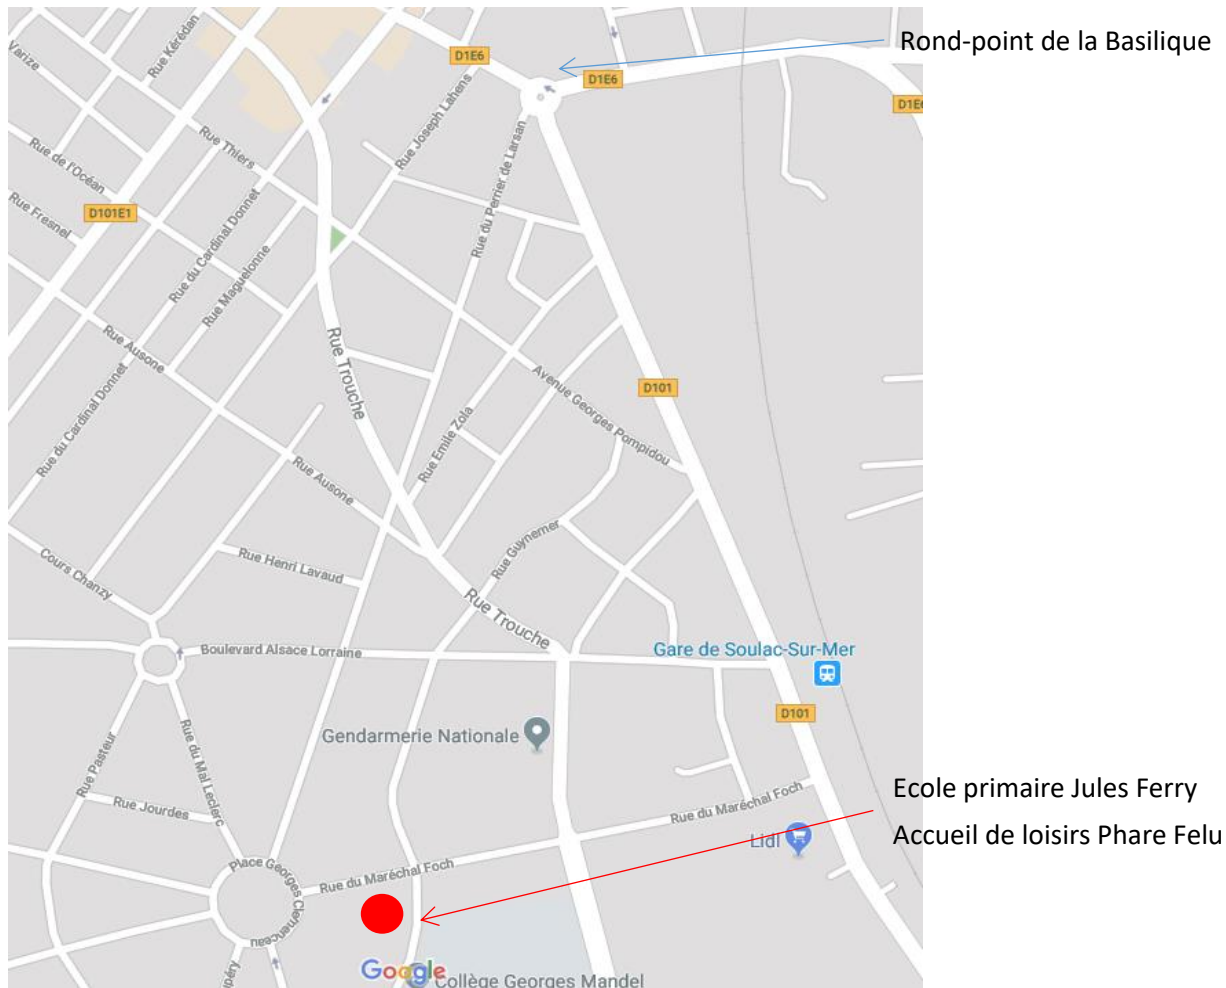 Rond-point de la Basilique
D1E6
D1E6
D1E6
Varize
Rue Kérédan
Rue Thiers
Rue Joseph Lahens
Rue du Perrier de Larsan
Rue de l'Océan
Rue Fresnel
D101E1
Rue du Cardinal Donnet
Rue Maguelonne
Rue Ausone
Rue Trouche
Rue du Cardinal Donnet
D101
Avenue Georges Pompidou
Rue Emile Zola
Rue Ausone
Rue Guynemer
Cours Chanzy
Rue Henri Lavaud
Rue Trouche
Boulevard Alsace Lorraine
Gare de Soulac-Sur-Mer
D101
Gendarmerie Nationale
Rue Pasteur
Rue du Mal Leclerc
Rue Jourdes
Rue du Maréchal Foch
Lidl
Ecole primaire Jules Ferry
Accueil de loisirs Phare Felu
Place Georges Clemenceau
Rue du Maréchal Foch
Google
Collège Georges Mandel